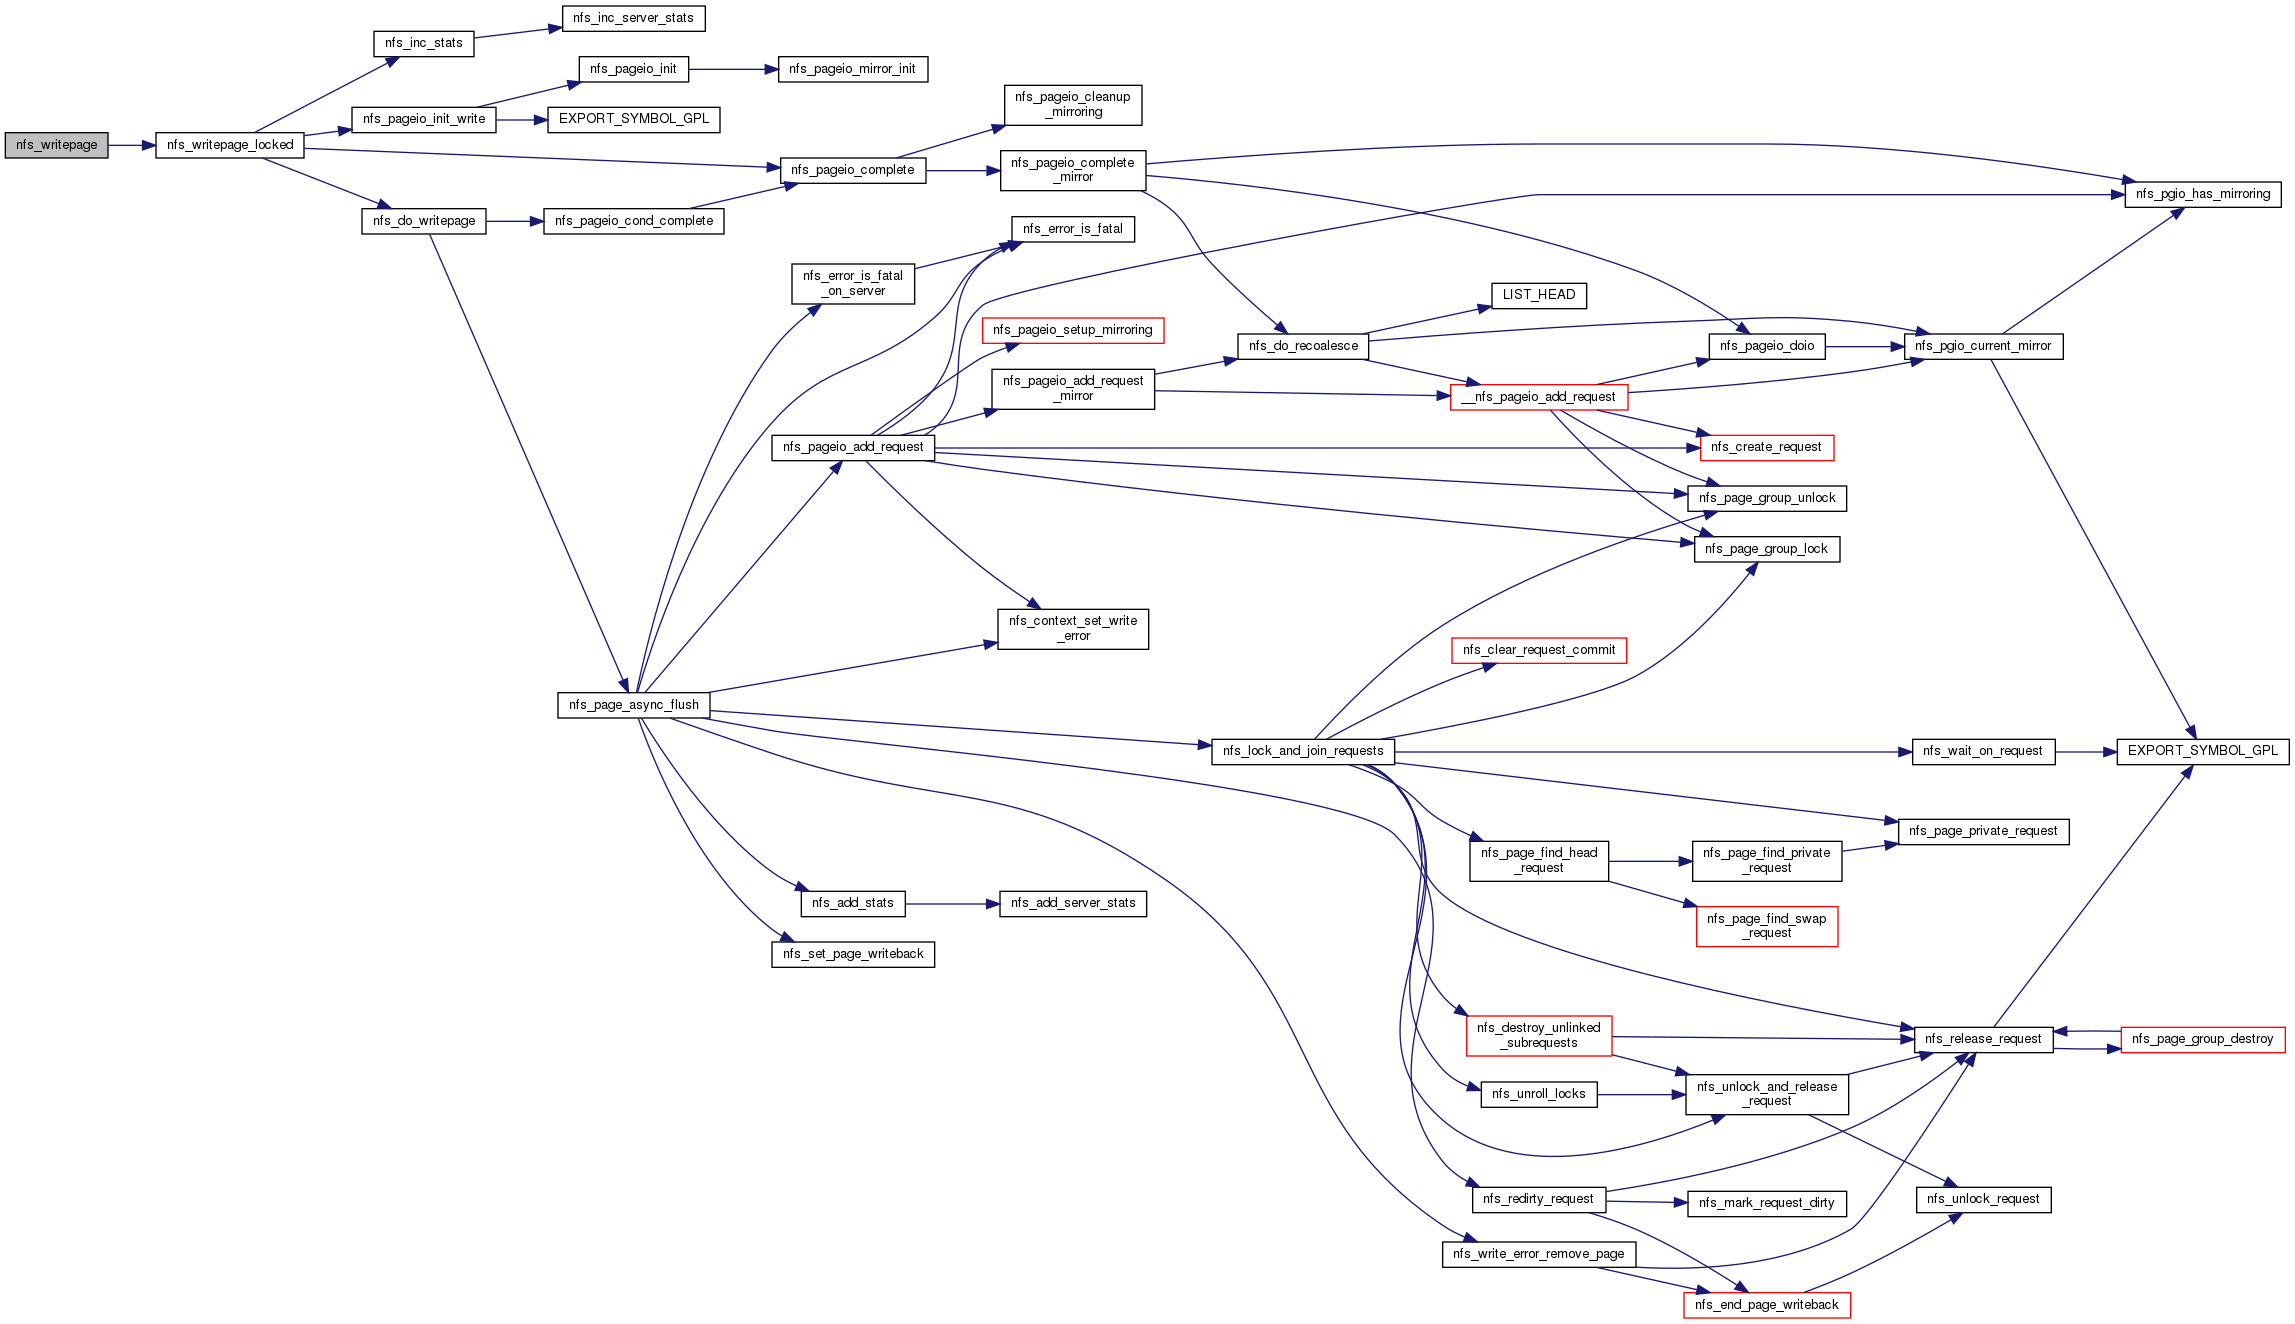 nfs_writepage
nfs_writepage_locked
nfs_inc_stats
nfs_inc_server_stats
nfs_pageio_init_write
nfs_pageio_init
nfs_pageio_mirror_init
EXPORT_SYMBOL_GPL
nfs_do_writepage
nfs_pageio_cond_complete
nfs_pageio_complete
nfs_pageio_cleanup
_mirroring
nfs_pageio_complete
_mirror
nfs_pgio_has_mirroring
nfs_error_is_fatal
nfs_error_is_fatal
_on_server
nfs_pageio_setup_mirroring
nfs_pageio_add_request
_mirror
nfs_pageio_add_request
LIST_HEAD
nfs_do_recoalesce
nfs_pageio_doio
nfs_pgio_current_mirror
__nfs_pageio_add_request
nfs_create_request
nfs_page_group_unlock
nfs_page_group_lock
nfs_context_set_write
_error
nfs_page_async_flush
nfs_clear_request_commit
nfs_lock_and_join_requests
nfs_wait_on_request
EXPORT_SYMBOL_GPL
nfs_page_private_request
nfs_page_find_head
_request
nfs_page_find_private
_request
nfs_page_find_swap
_request
nfs_add_stats
nfs_add_server_stats
nfs_set_page_writeback
nfs_destroy_unlinked
_subrequests
nfs_release_request
nfs_page_group_destroy
nfs_unroll_locks
nfs_unlock_and_release
_request
nfs_redirty_request
nfs_mark_request_dirty
nfs_unlock_request
nfs_write_error_remove_page
nfs_end_page_writeback